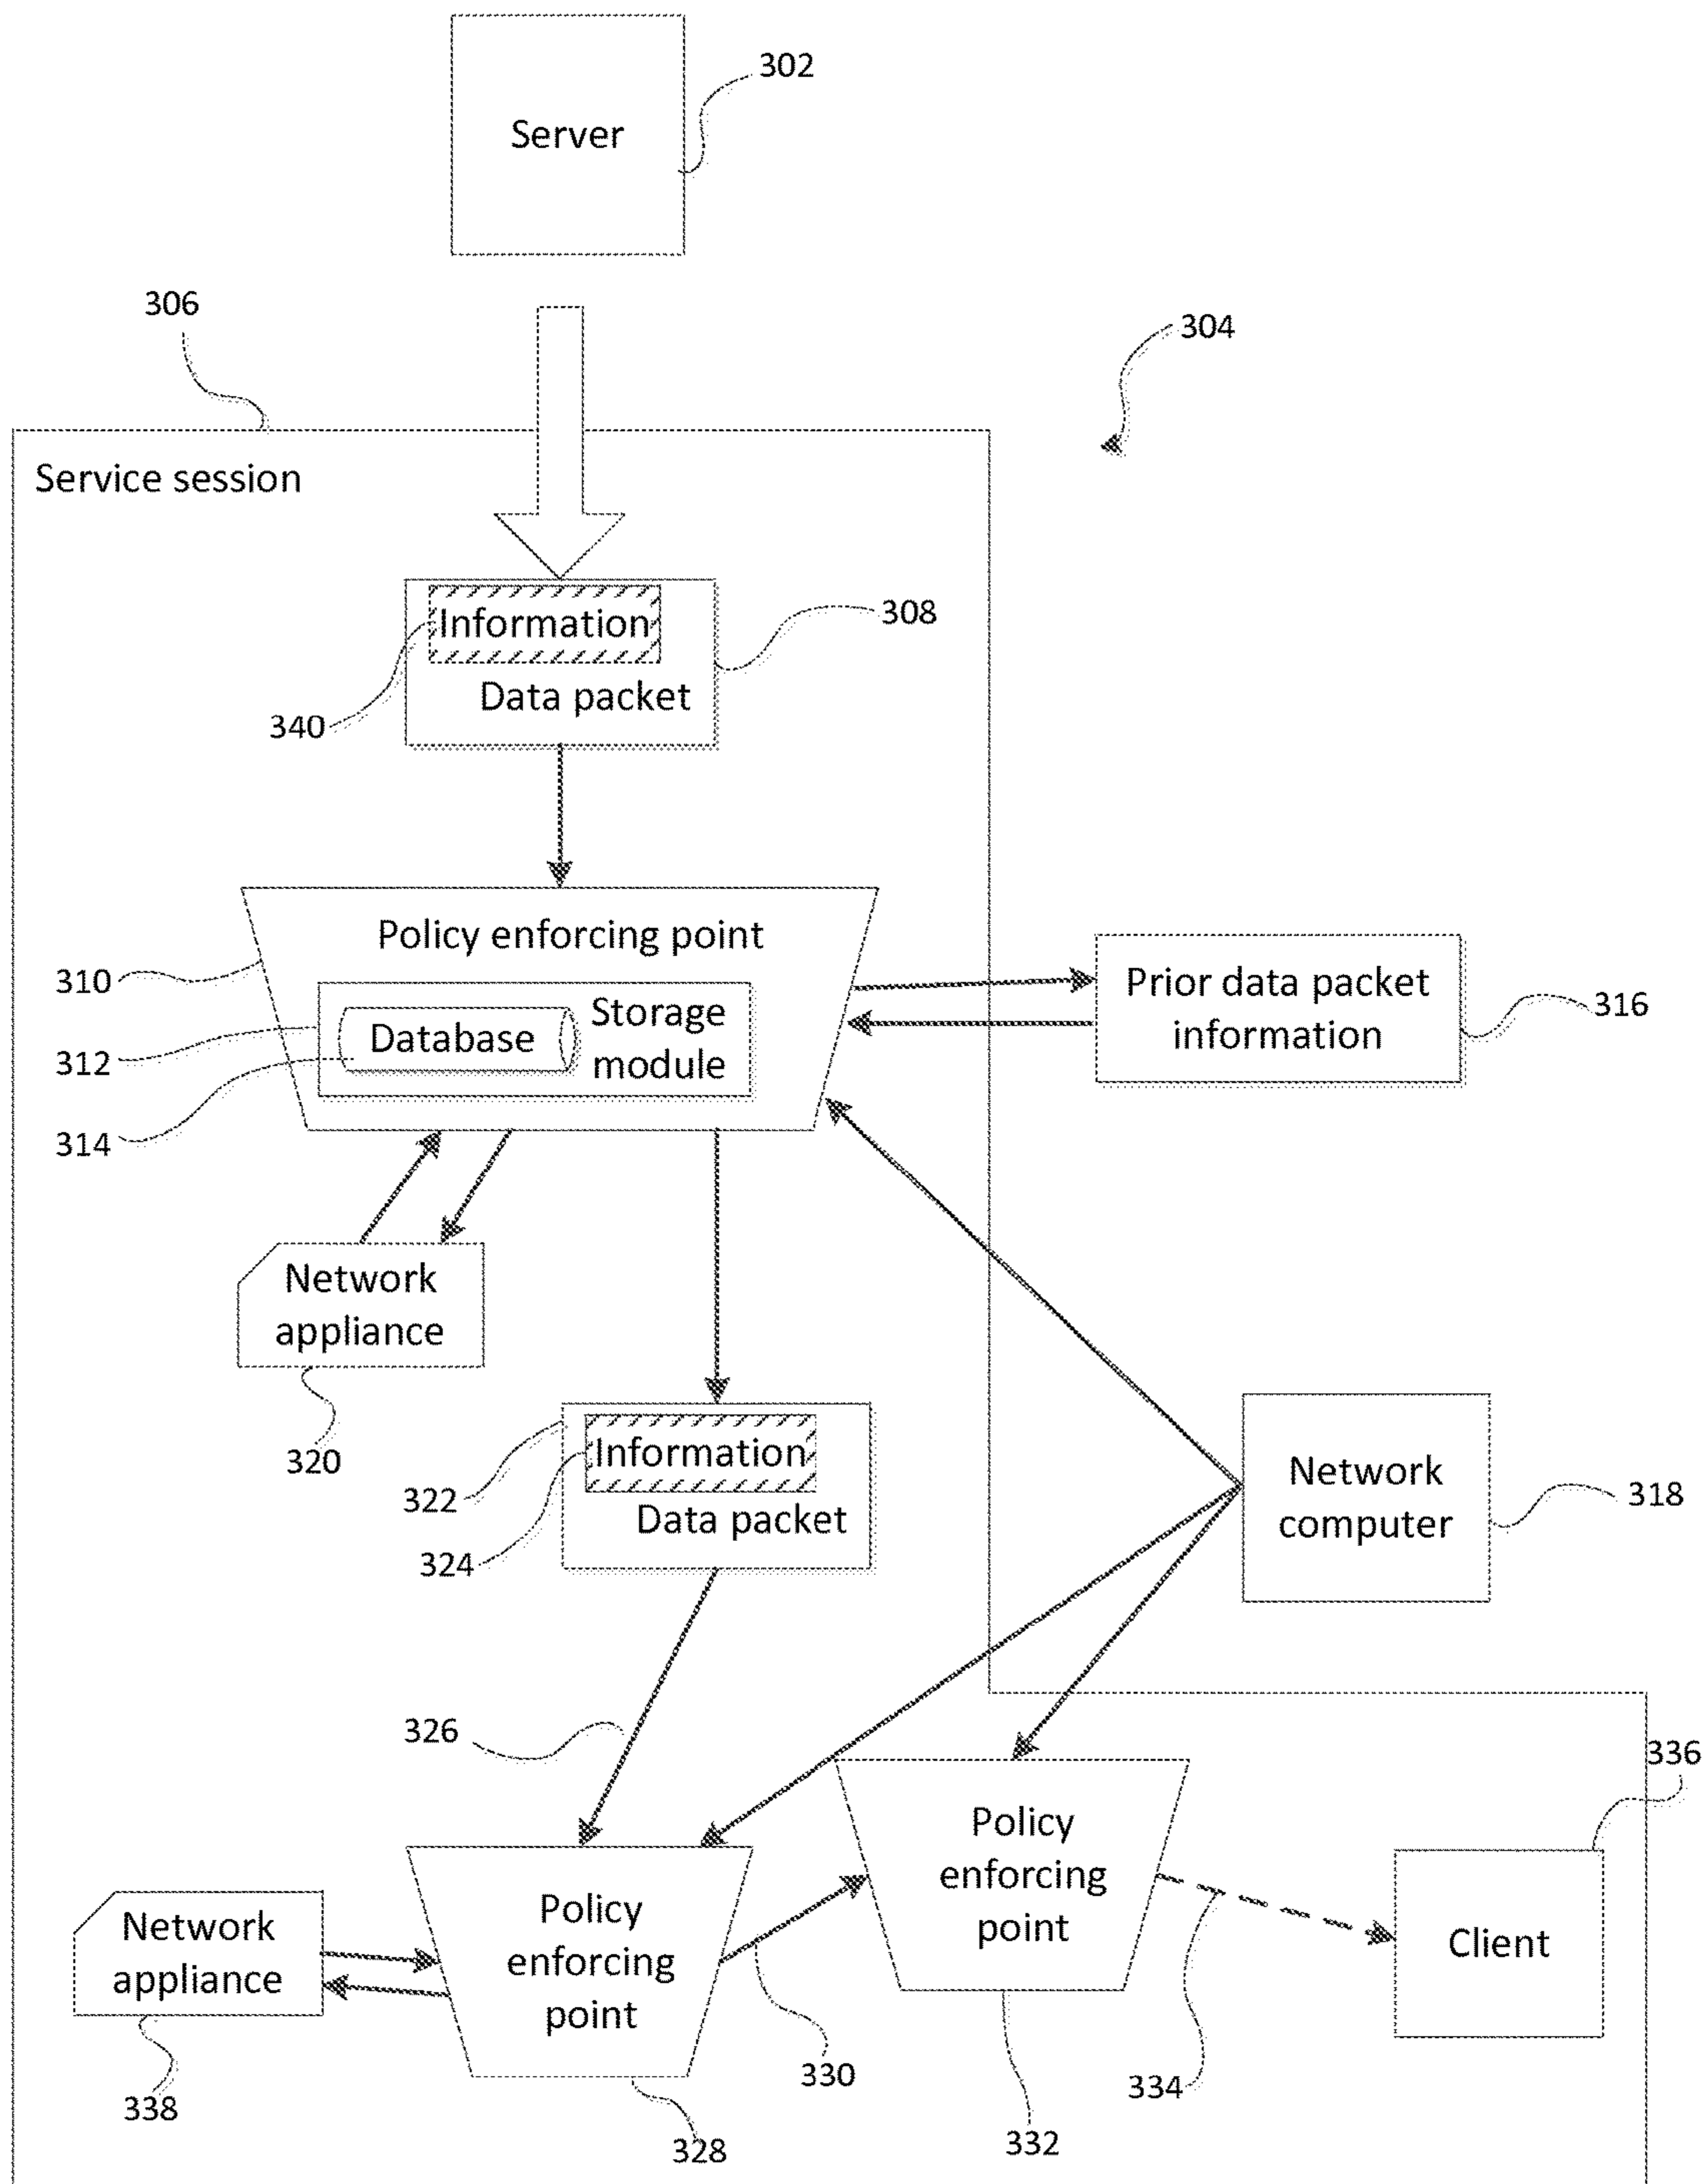 302
Server
306
304
Service session
Information
308
Data packet
340
Policy enforcing point
310
Prior data packet
information
316
Storage
module
Database
312
314
Network
appliance
320
Information
322
Data packet
324
Network
computer
318
326
336
Policy
enforcing
point
Policy
enforcing
point
Client
Network
appliance
330
334
338
328
332